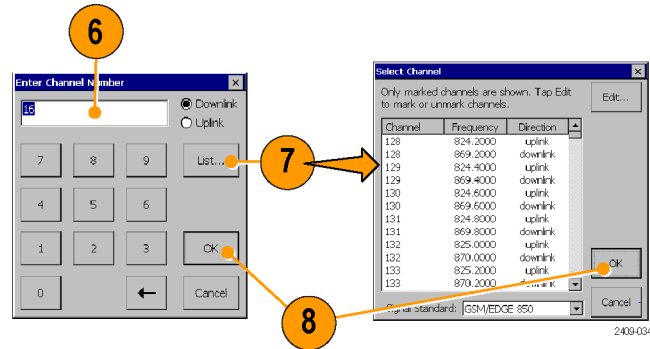 6
Enter Channel Number
16
Downlink
Uplink
7 8 9 List...
4 5 6
1 2 3 OK
0 Cancel
7
8
Select Channel
Only marked channels are shown. Tap Edit
to mark or unmark channels.
Edit...
Channel Frequency Direction
128 824.2000 uplink
128 869.2000 downlink
129 824.4000 uplink
129 869.4000 downlink
130 824.6000 uplink
130 869.6000 downlink
131 824.8000 uplink
131 869.8000 downlink
132 825.0000 uplink
132 870.0000 downlink
133 825.2000 uplink
133 870.2000 downlink
OK
Signal Standard: GSM/EDGE 850
Cancel
2409-034